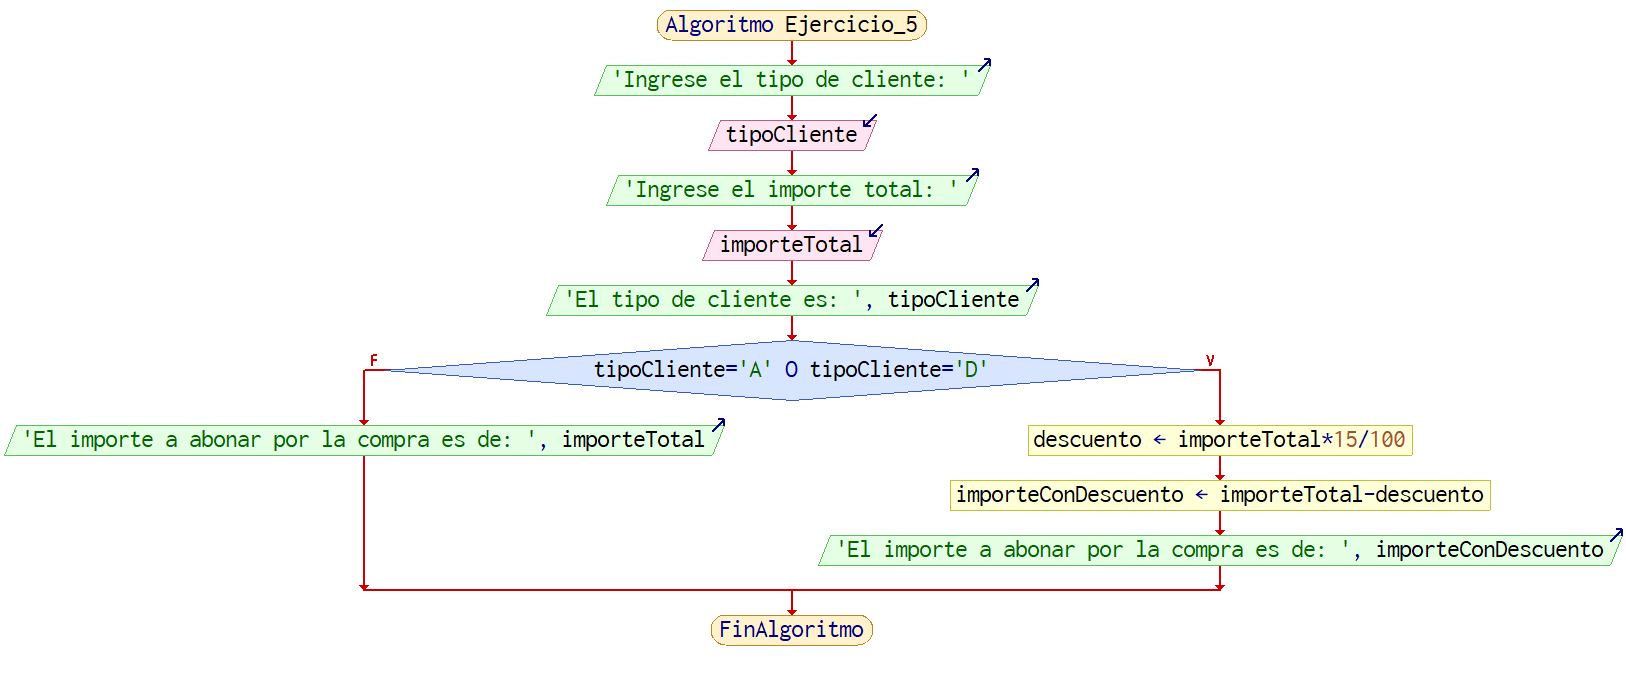 Algoritmo Ejercicio_5
'Ingrese el tipo de cliente: '
tipoCliente
'Ingrese el importe total: '
importeTotal
'El tipo de cliente es: ', tipoCliente
F
tipoCliente='A' O tipoCliente='D'
V
'El importe a abonar por la compra es de: ', importeTotal
descuento ← importeTotal*15/100
importeConDescuento ← importeTotal-descuento
'El importe a abonar por la compra es de: ', importeConDescuento
FinAlgoritmo